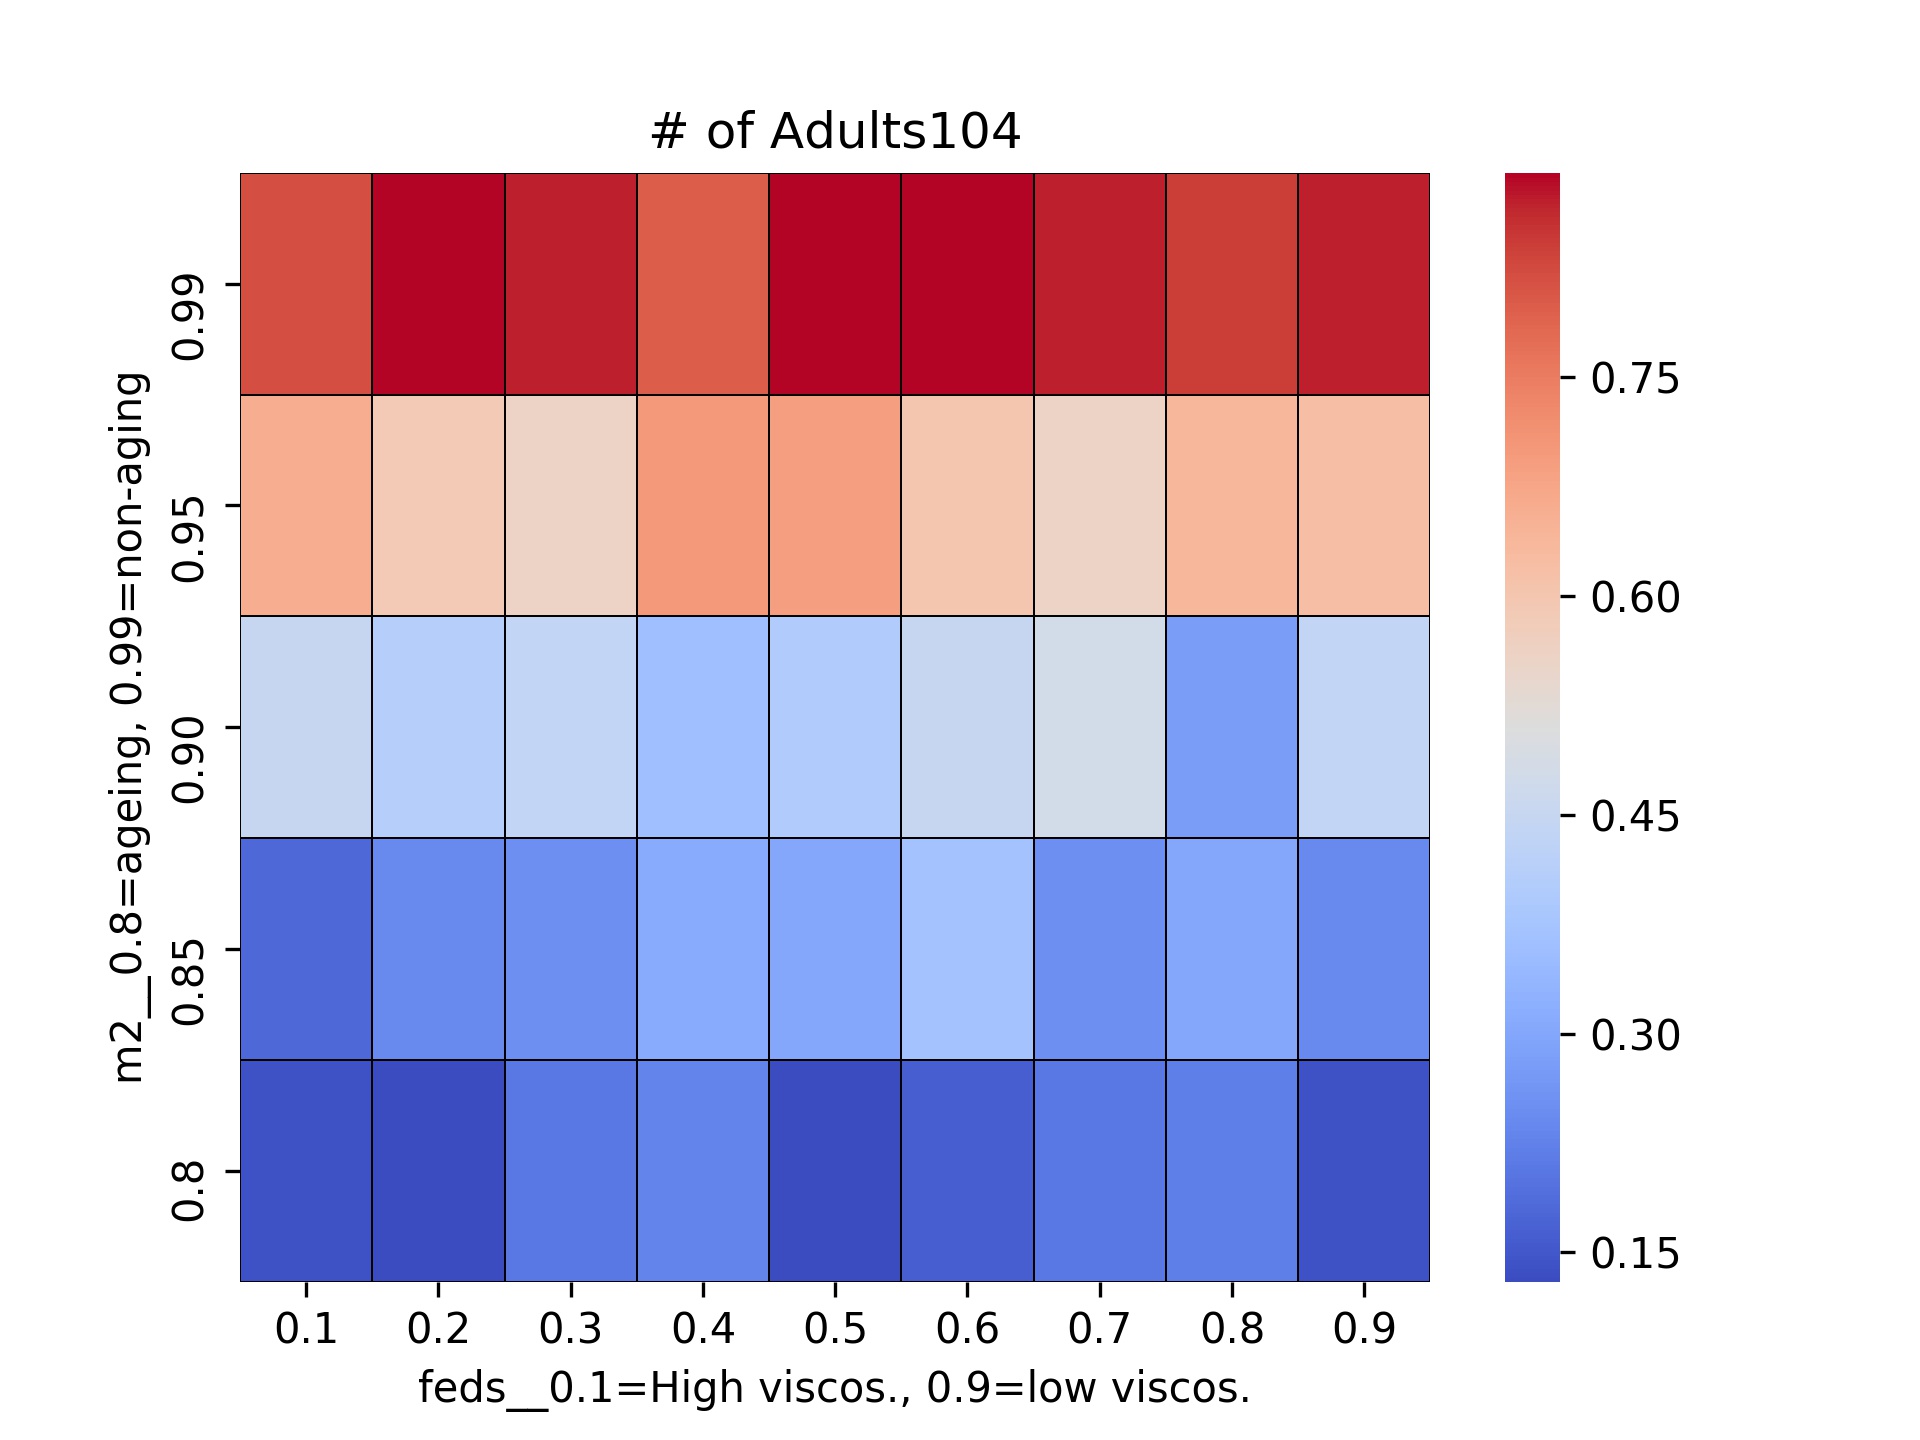 # of Adults104
m2__0.8=ageing, 0.99=non-aging
0.99
0.95
0.90
0.85
0.8
0.1 0.2 0.3 0.4 0.5 0.6 0.7 0.8 0.9
feds__0.1=High viscos., 0.9=low viscos.
0.75
0.60
0.45
0.30
0.15